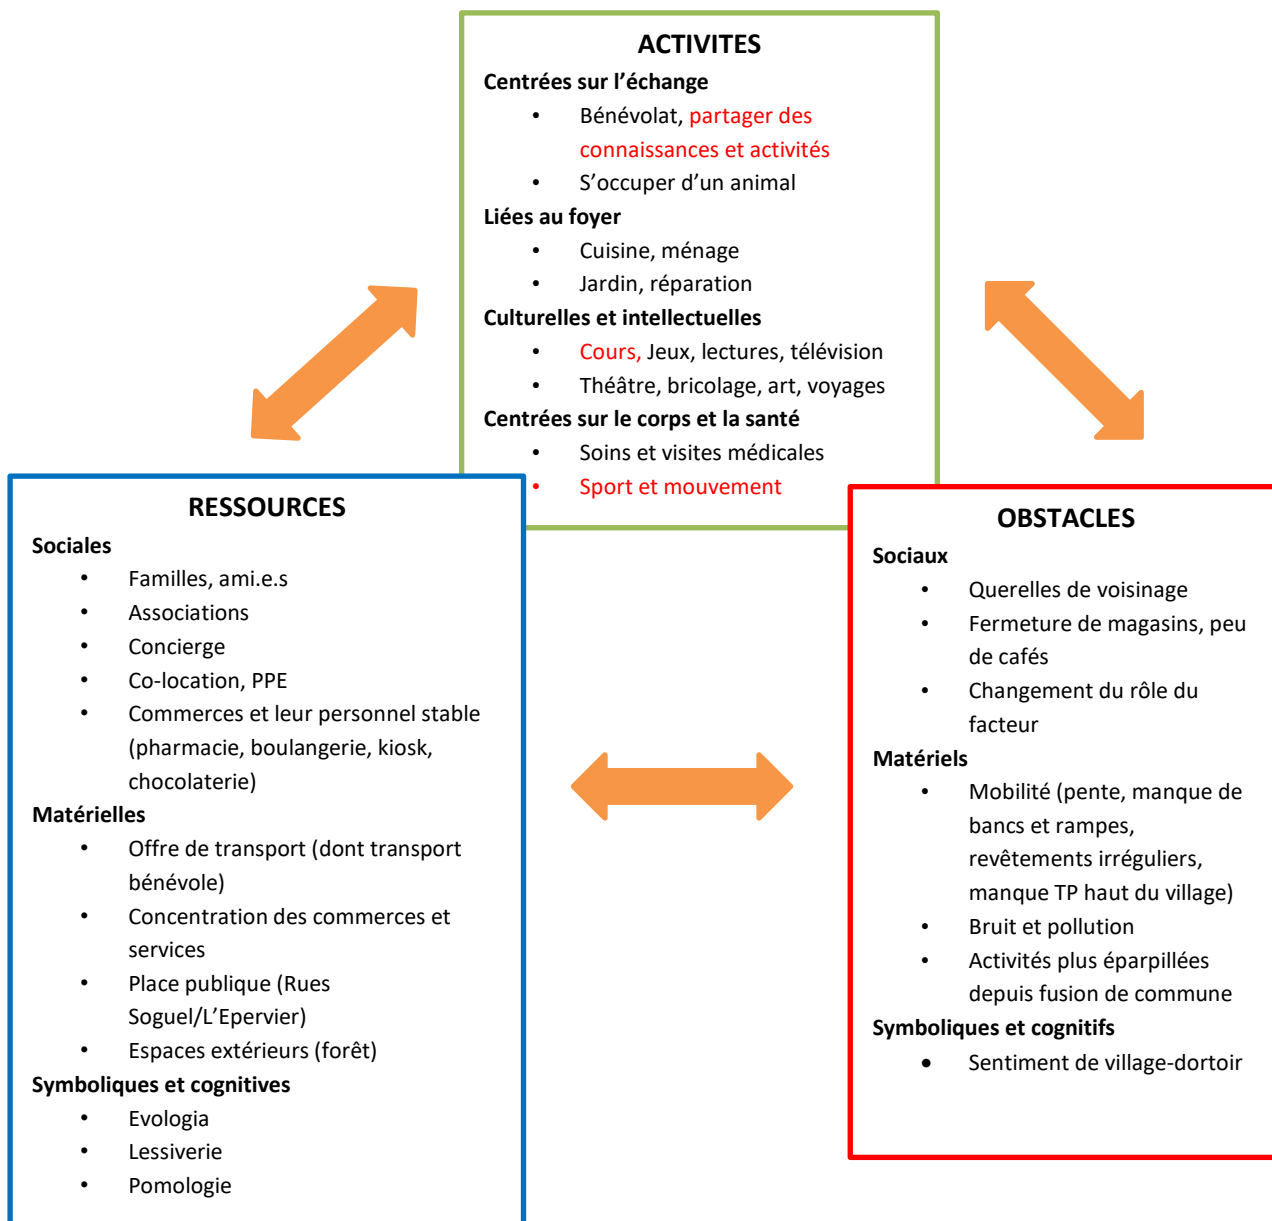 ACTIVITES
Centrées sur l’échange
• Bénévolat, partager des
connaissances et activités
• S’occuper d’un animal
Liées au foyer
• Cuisine, ménage
• Jardin, réparation
Culturelles et intellectuelles
• Cours, Jeux, lectures, télévision
• Théâtre, bricolage, art, voyages
Centrées sur le corps et la santé
• Soins et visites médicales
• Sport et mouvement
RESSOURCES
Sociales
• Familles, ami.e.s
• Associations
• Concierge
• Co-location, PPE
• Commerces et leur personnel stable
(pharmacie, boulangerie, kiosk,
chocolaterie)
Matérielles
• Offre de transport (dont transport
bénévole)
• Concentration des commerces et
services
• Place publique (Rues
Soguel/L’Epervier)
• Espaces extérieurs (forêt)
Symboliques et cognitives
• Evologia
• Lessiverie
• Pomologie
OBSTACLES
Sociaux
• Querelles de voisinage
• Fermeture de magasins, peu
de cafés
• Changement du rôle du
facteur
Matériels
• Mobilité (pente, manque de
bancs et rampes,
revêtements irréguliers,
manque TP haut du village)
• Bruit et pollution
• Activités plus éparpillées
depuis fusion de commune
Symboliques et cognitifs
• Sentiment de village-dortoir